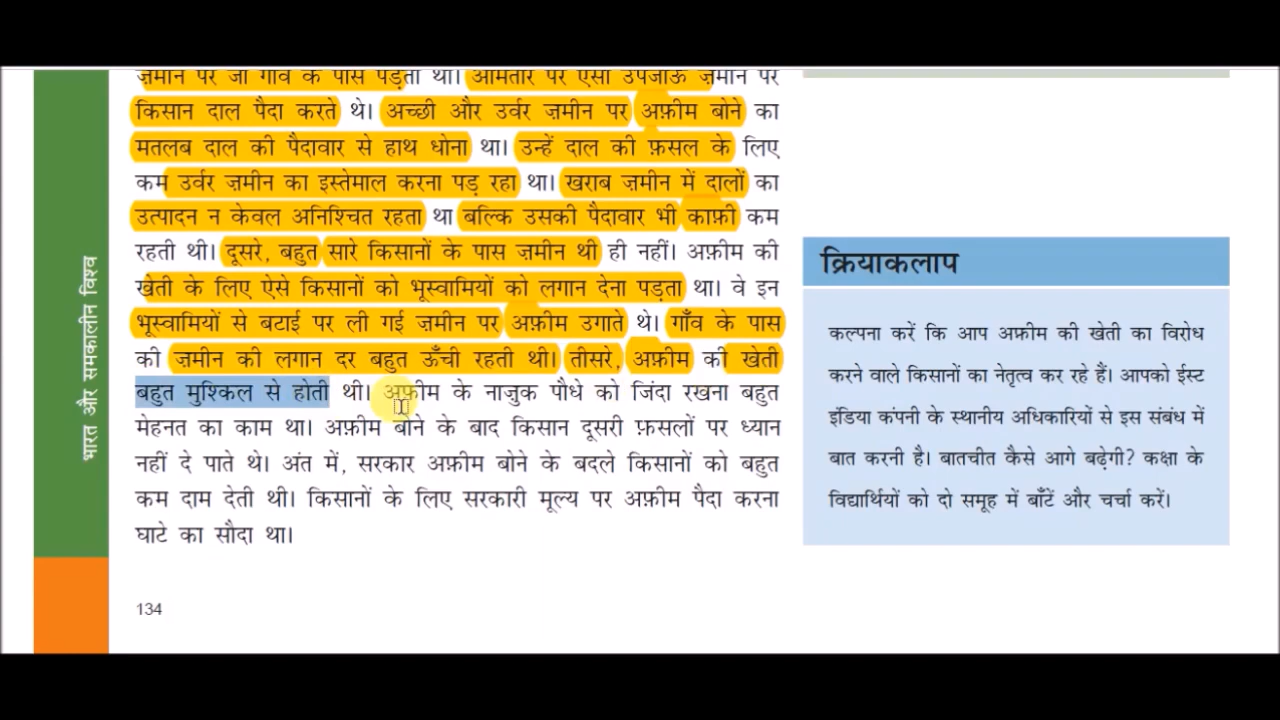 ज़मीन पर जो गाँव के पास पड़ता था। आमतौर पर ऐसी उपजाऊ ज़मीन पर
किसान दाल पैदा करते थे। अच्छी और उर्वर ज़मीन पर अफ़ीम बोने का
मतलब दाल की पैदावार से हाथ धोना था। उन्हें दाल की फ़सल के लिए
कम उर्वर ज़मीन का इस्तेमाल करना पड़ रहा था। खराब ज़मीन में दालों का
उत्पादन न केवल अनिश्चित रहता था बल्कि उसकी पैदावार भी काफ़ी कम
रहती थी। दूसरे, बहुत सारे किसानों के पास ज़मीन थी ही नहीं। अफ़ीम की
खेती के लिए ऐसे किसानों को भूस्वामियों को लगान देना पड़ता था। वे इन
भूस्वामियों से बटाई पर ली गई ज़मीन पर अफ़ीम उगाते थे। गाँव के पास
की ज़मीन की लगान दर बहुत ऊँची रहती थी। तीसरे, अफ़ीम की खेती
बहुत मुश्किल से होती थी। अफ़ीम के नाजुक पौधे को जिंदा रखना बहुत
मेहनत का काम था। अफ़ीम बोने के बाद किसान दूसरी फ़सलों पर ध्यान
नहीं दे पाते थे। अंत में, सरकार अफ़ीम बोने के बदले किसानों को बहुत
कम दाम देती थी। किसानों के लिए सरकारी मूल्य पर अफ़ीम पैदा करना
घाटे का सौदा था।
क्रियाकलाप
कल्पना करें कि आप अफ़ीम की खेती का विरोध
करने वाले किसानों का नेतृत्व कर रहे हैं। आपको ईस्ट
इंडिया कंपनी के स्थानीय अधिकारियों से इस संबंध में
बात करनी है। बातचीत कैसे आगे बढ़ेगी? कक्षा के
विद्यार्थियों को दो समूह में बाँटें और चर्चा करें।
भारत और समकालीन विश्व
134